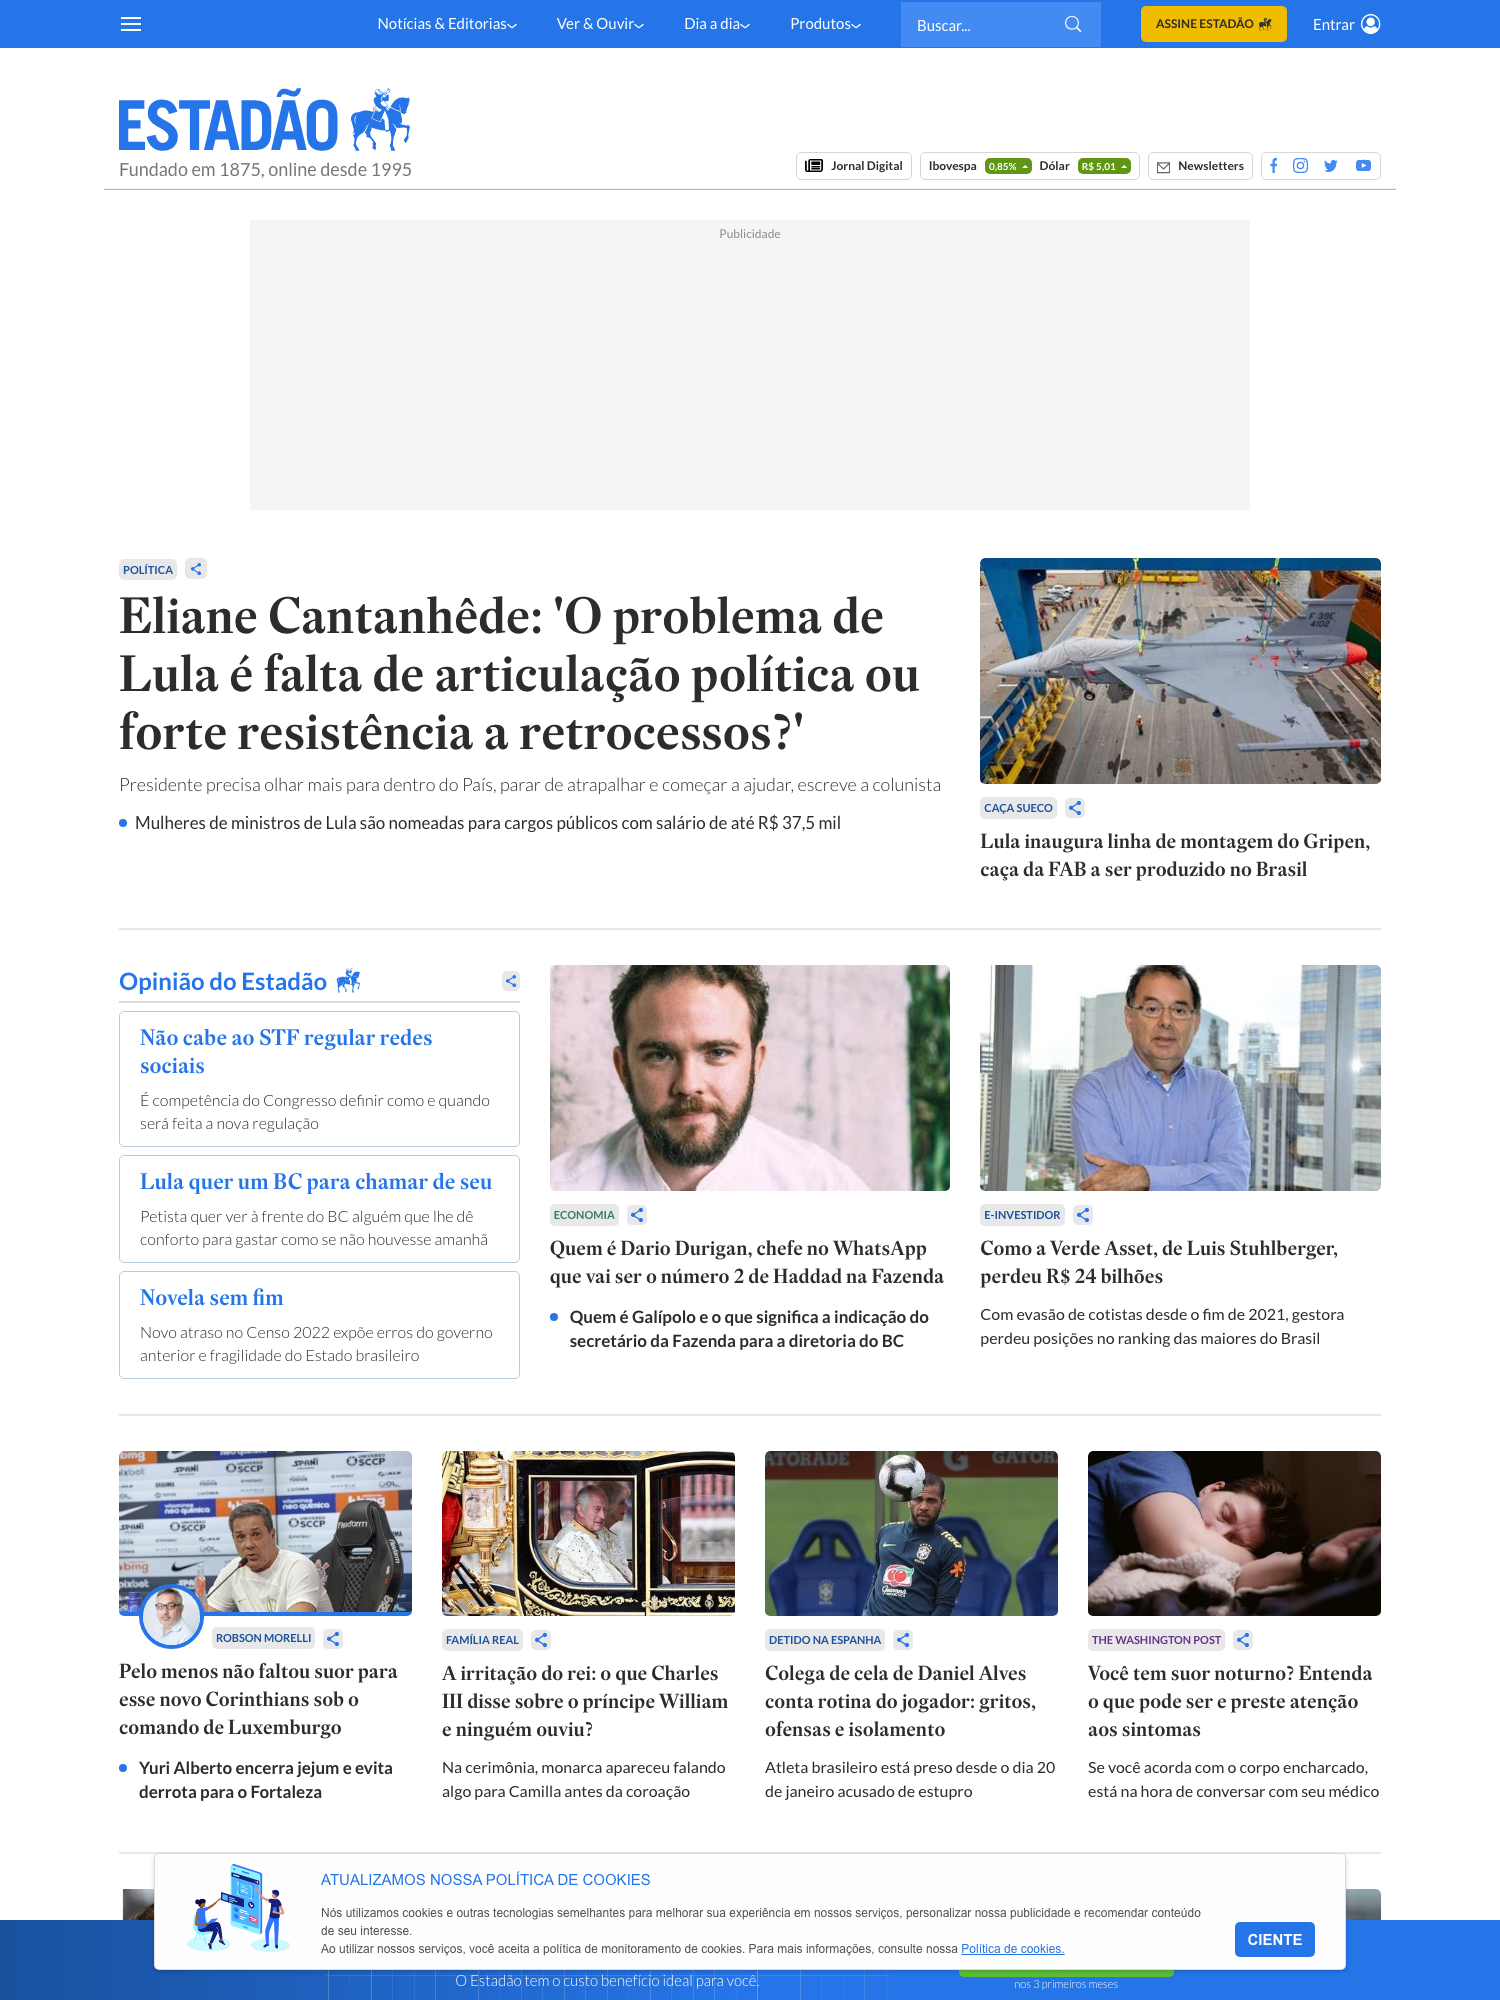 Notícias & Editorias
Ver & Ouvir
Dia a dia
Produtos
Buscar...
ASSINE ESTADÃO
Entrar
ESTADÃO
Fundado em 1875, online desde 1995
Jornal Digital
Ibovespa 0,85% Dólar R$ 5,01
Newsletters
Publicidade
POLÍTICA
Eliane Cantanhêde: 'O problema de
Lula é falta de articulação política ou
forte resistência a retrocessos?'
Presidente precisa olhar mais para dentro do País, parar de atrapalhar e começar a ajudar, escreve a colunista
Mulheres de ministros de Lula são nomeadas para cargos públicos com salário de até R$ 37,5 mil
F-39E
4102
CAÇA SUECO
Lula inaugura linha de montagem do Gripen,
caça da FAB a ser produzido no Brasil
Opinião do Estadão
Não cabe ao STF regular redes
sociais
É competência do Congresso definir como e quando
será feita a nova regulação
Lula quer um BC para chamar de seu
Petista quer ver à frente do BC alguém que lhe dê
conforto para gastar como se não houvesse amanhã
Novela sem fim
Novo atraso no Censo 2022 expõe erros do governo
anterior e fragilidade do Estado brasileiro
ECONOMIA
Quem é Dario Durigan, chefe no WhatsApp
que vai ser o número 2 de Haddad na Fazenda
Quem é Galípolo e o que significa a indicação do
secretário da Fazenda para a diretoria do BC
E-INVESTIDOR
Como a Verde Asset, de Luis Stuhlberger,
perdeu R$ 24 bilhões
Com evasão de cotistas desde o fim de 2021, gestora
perdeu posições no ranking das maiores do Brasil
ROBSON MORELLI
Pelo menos não faltou suor para
esse novo Corinthians sob o
comando de Luxemburgo
Yuri Alberto encerra jejum e evita
derrota para o Fortaleza
FAMÍLIA REAL
A irritação do rei: o que Charles
III disse sobre o príncipe William
e ninguém ouviu?
Na cerimônia, monarca apareceu falando
algo para Camilla antes da coroação
DETIDO NA ESPANHA
Colega de cela de Daniel Alves
conta rotina do jogador: gritos,
ofensas e isolamento
Atleta brasileiro está preso desde o dia 20
de janeiro acusado de estupro
THE WASHINGTON POST
Você tem suor noturno? Entenda
o que pode ser e preste atenção
aos sintomas
Se você acorda com o corpo encharcado,
está na hora de conversar com seu médico
ATUALIZAMOS NOSSA POLÍTICA DE COOKIES
Nós utilizamos cookies e outras tecnologias semelhantes para melhorar sua experiência em nossos serviços, personalizar nossa publicidade e recomendar conteúdo
de seu interesse.
Ao utilizar nossos serviços, você aceita a política de monitoramento de cookies. Para mais informações, consulte nossa Política de cookies.
CIENTE
O Estadão tem o custo benefício ideal para você.
nos 3 primeiros meses